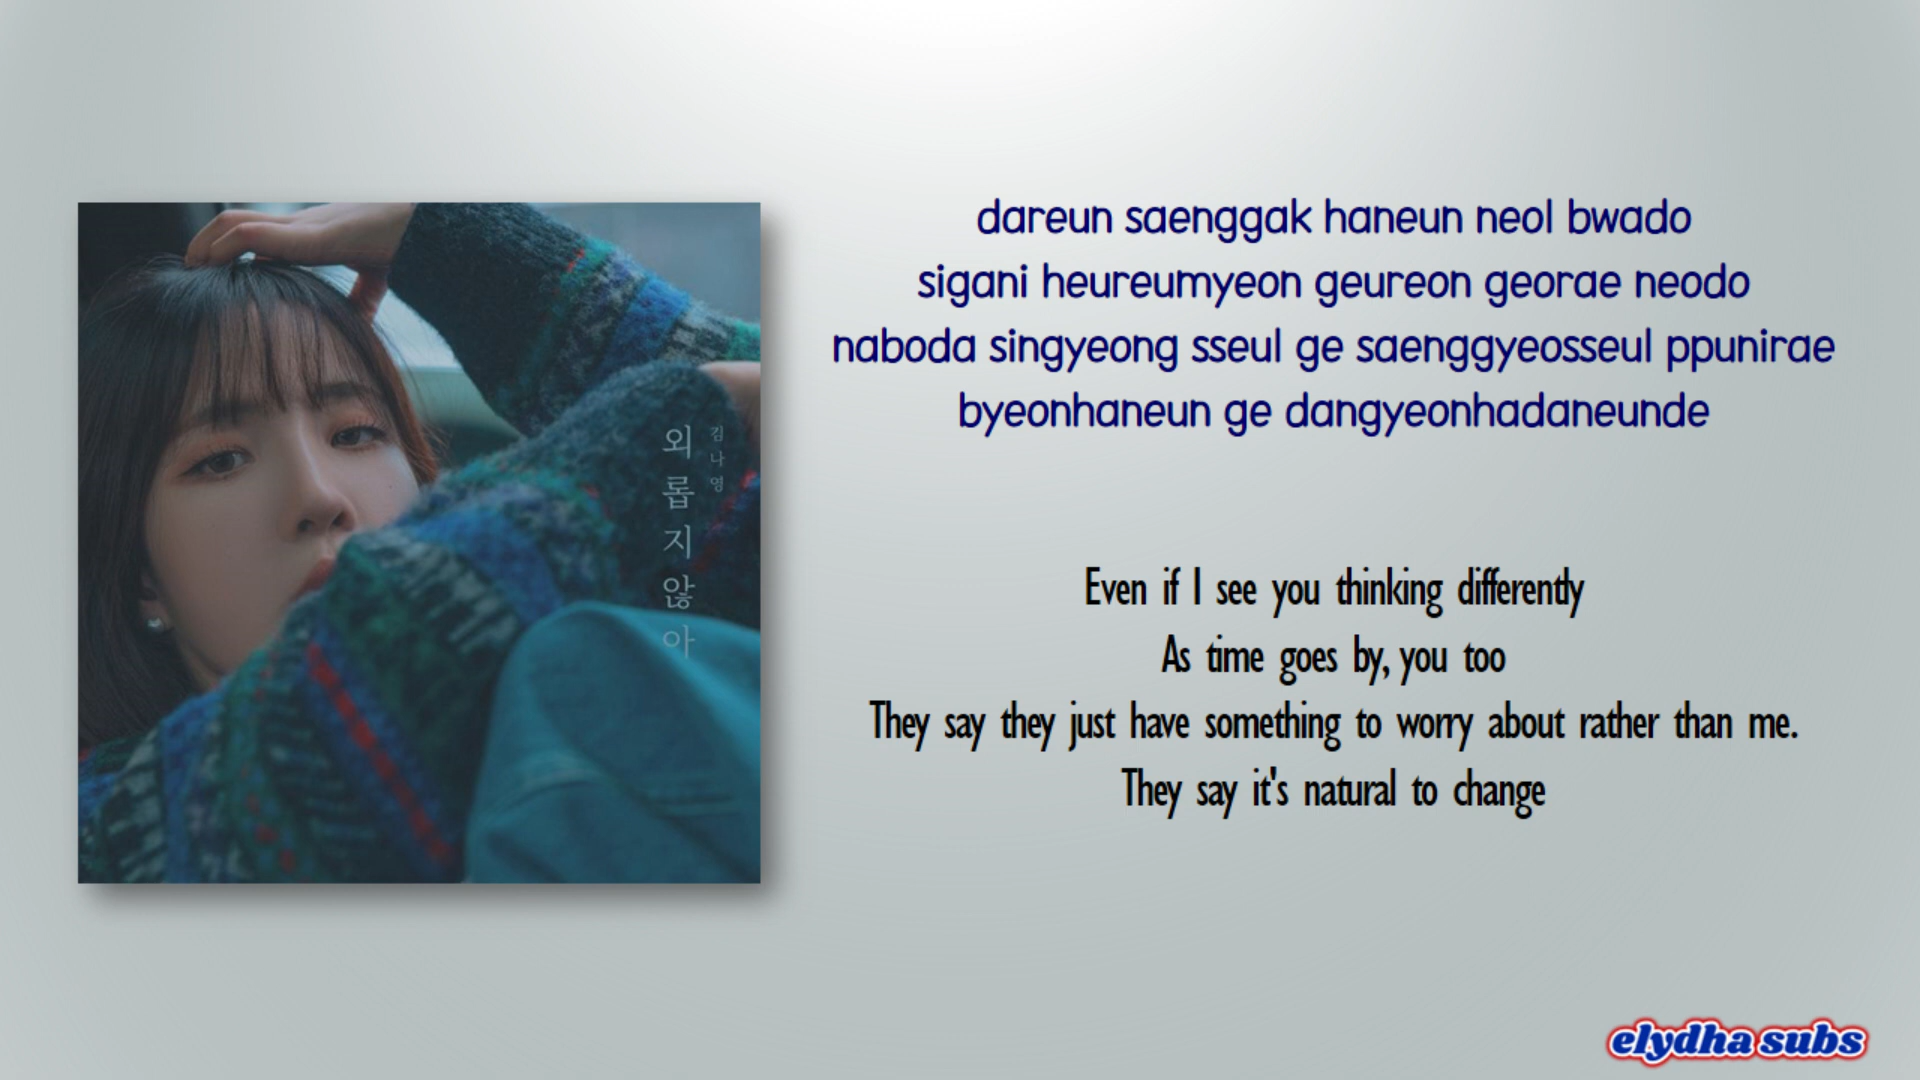 외롭지않아
김나영
dareun saenggak haneun neol bwado
sigani heureumyeon geureon georae neodo
naboda singyeong sseul ge saenggyeosseul ppunirae
byeonhaneun ge dangyeonhadaneunde
Even if I see you thinking differently
As time goes by, you too
They say they just have something to worry about rather than me.
They say it's natural to change
elydha subs